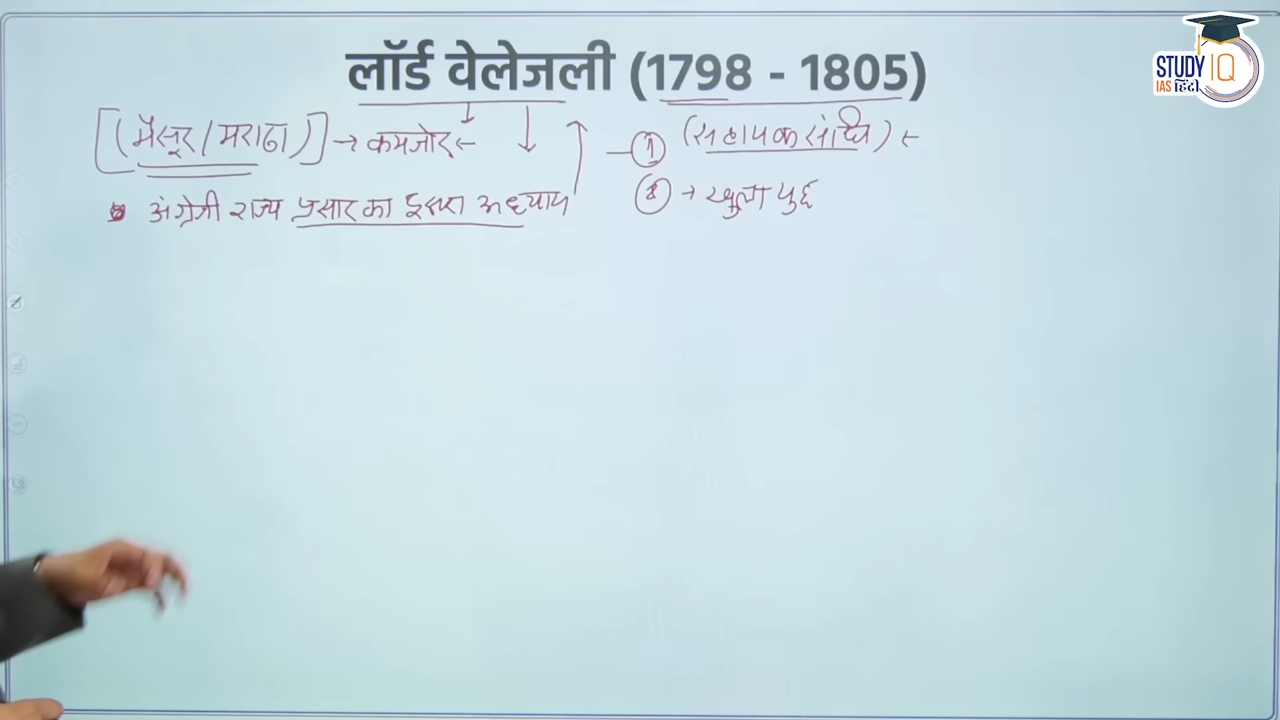 लॉर्ड वेलेजली (1798 - 1805)
STUDY IQ
IAS हिंदी
[(मैसूर/मराठा)] → कमजोर ←
① (सहायक संधि) ←
• अंग्रेजी राज्य प्रसार का दूसरा अध्याय
② → खुला युद्ध